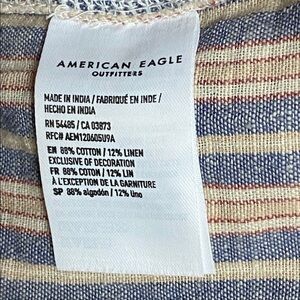 AMERICAN EAGLE
OUTFITTERS
MADE IN INDIA / FABRIQUÉ EN INDE /
HECHO EN INDIA
RN 54485 / CA 03873
RFC# AEM120605U9A
EN 88% COTTON / 12% LINEN
EXCLUSIVE OF DECORATION
FR 88% COTON / 12% LIN
À L'EXCEPTION DE LA GARNITURE
SP 88% algodón / 12% lino